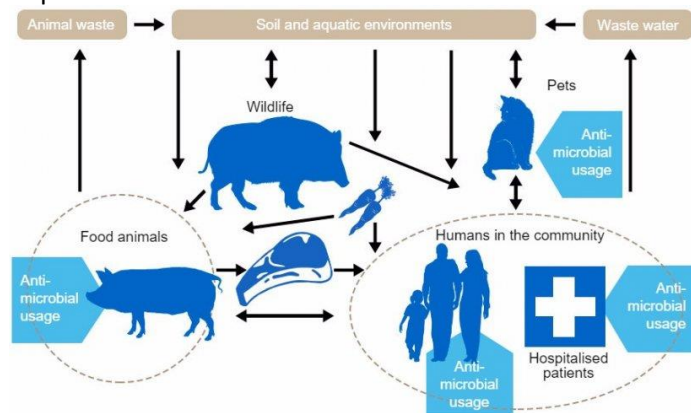 Animal waste
Soil and aquatic environments
Waste water
Wildlife
Pets
Anti-
microbial
usage
Food animals
Humans in the community
Anti-
microbial
usage
Anti-
microbial
usage
Hospitalised
patients
Anti-
microbial
usage